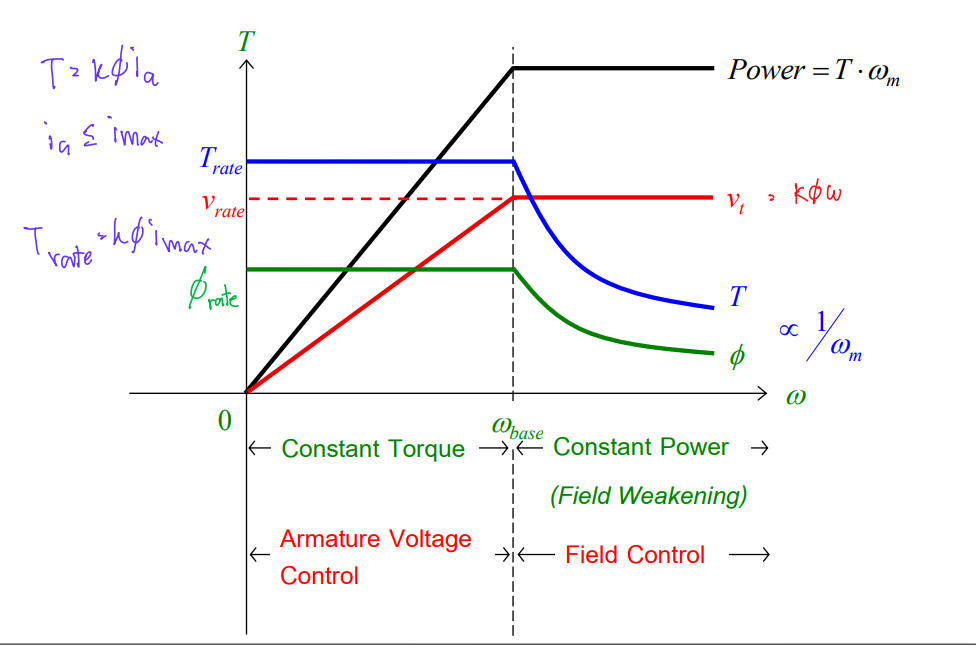 T
T = kϕia
Power = T · ωm
ia ≤ imax
Trate
vrate
vt = kϕω
Trate = kϕimax
ϕrate
T
∝ 1/ωm
ϕ
0
ω
ωbase
Constant Torque
Constant Power
(Field Weakening)
Armature Voltage
Control
Field Control